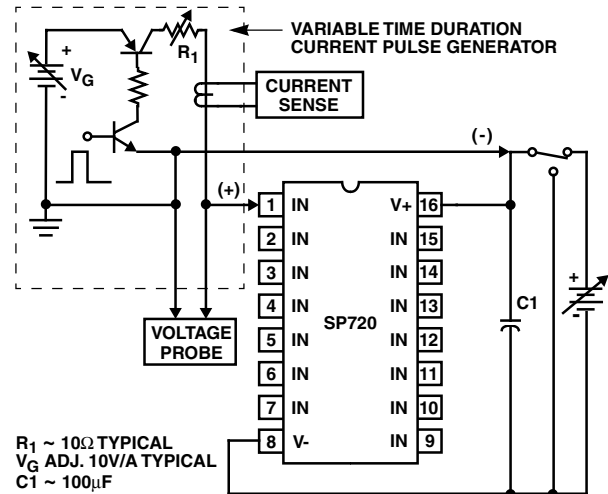 VARIABLE TIME DURATION
CURRENT PULSE GENERATOR
+
VG
-
R1
CURRENT
SENSE
(-)
(+)
1 IN V+ 16
2 IN IN 15
3 IN IN 14
4 IN IN 13
SP720
5 IN IN 12
6 IN IN 11
7 IN IN 10
8 V- IN 9
VOLTAGE
PROBE
C1
+
-
R1 ~ 10Ω TYPICAL
VG ADJ. 10V/A TYPICAL
C1 ~ 100μF